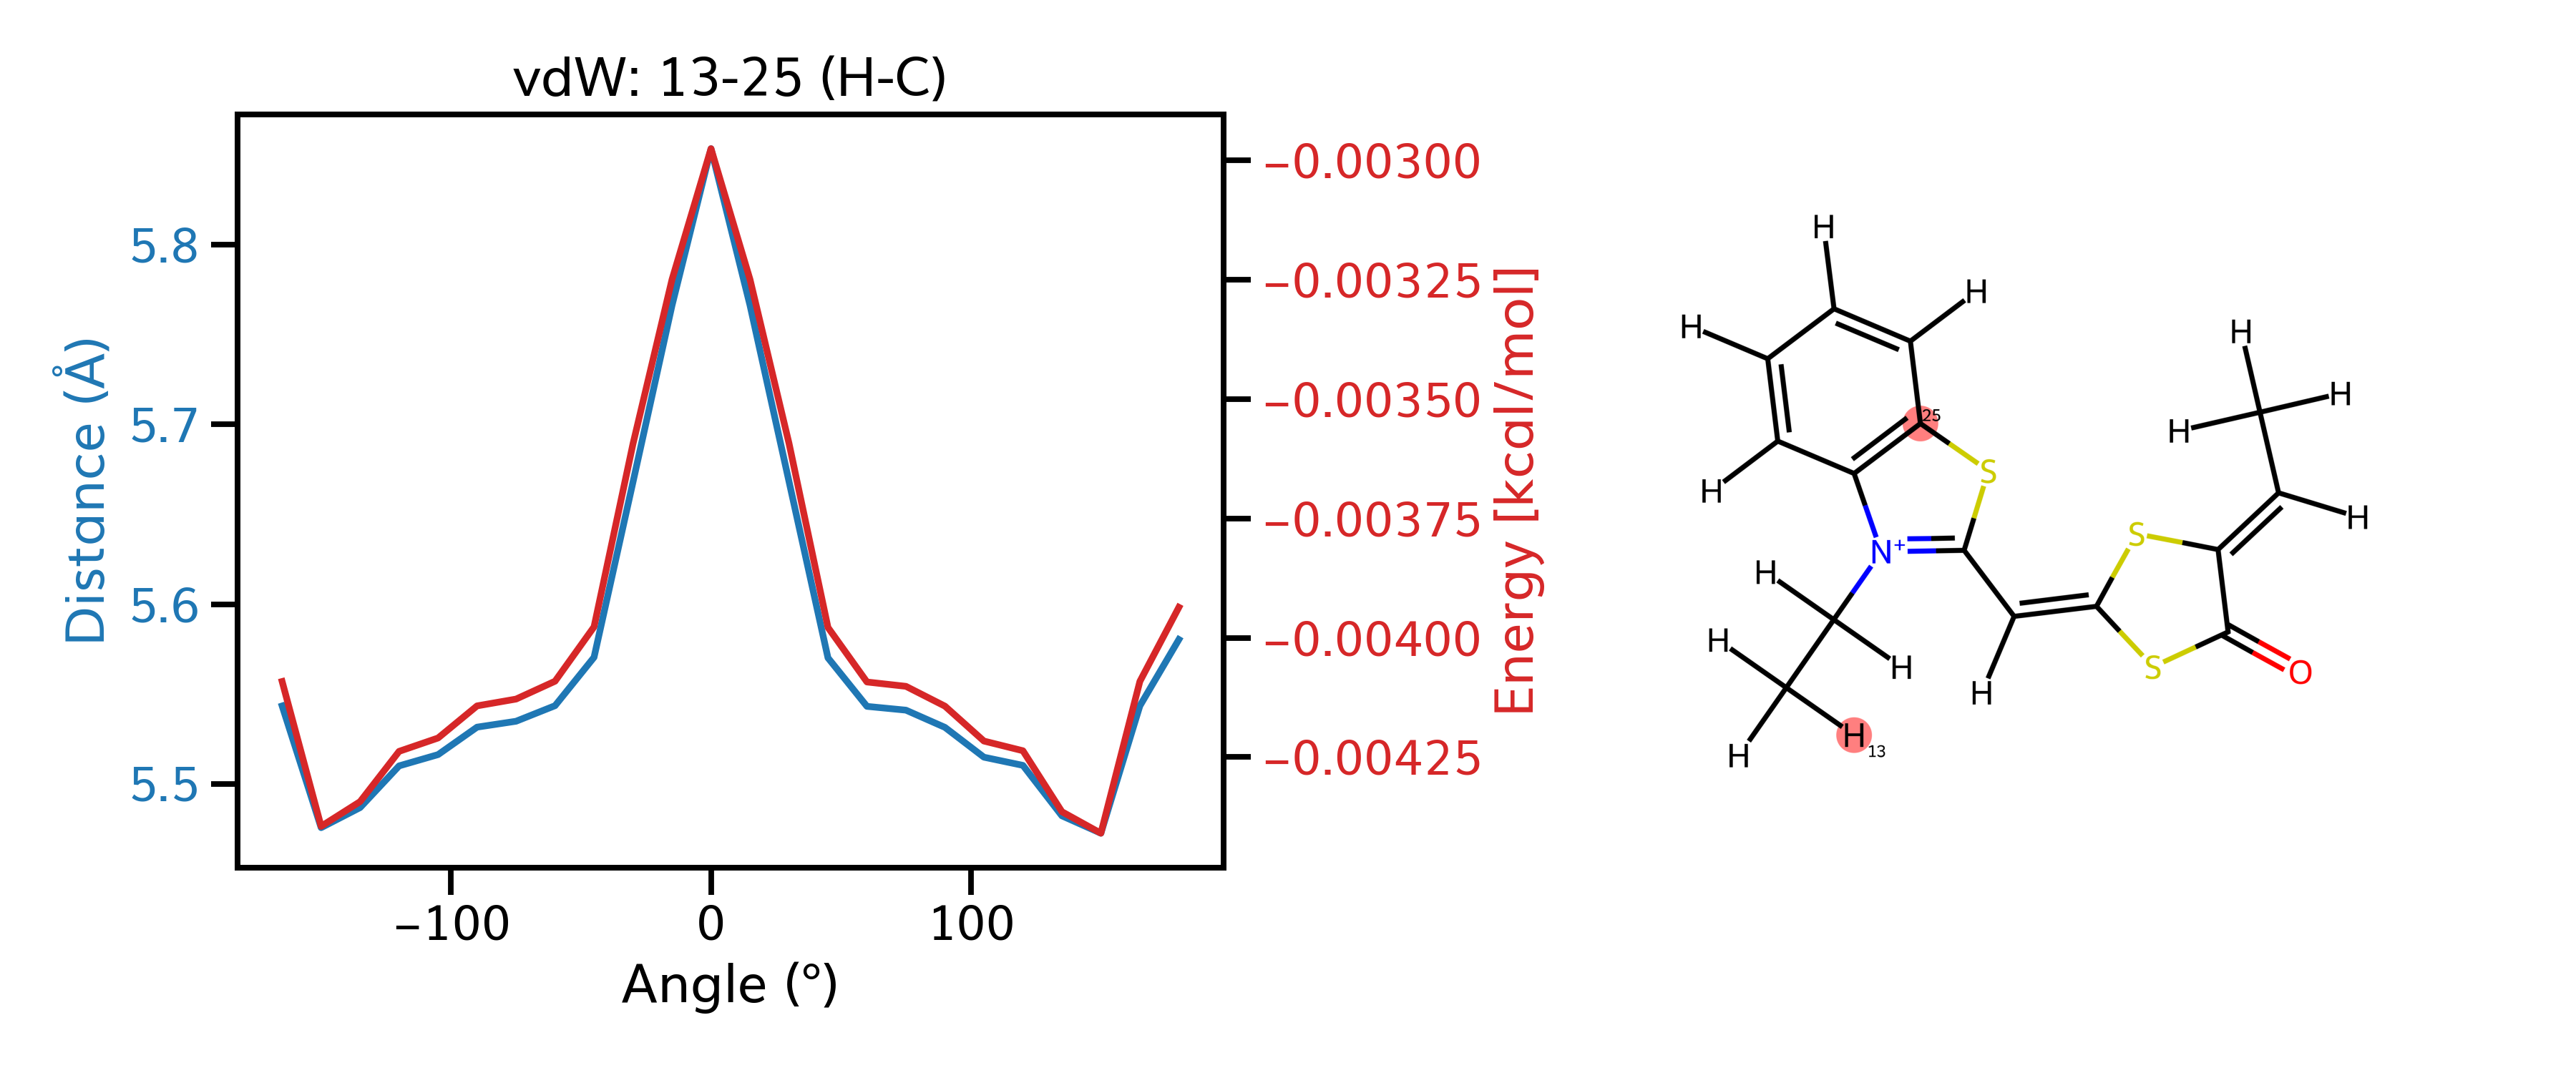 vdW: 13-25 (H-C)
Distance (Å)
5.8
5.7
5.6
5.5
−100
0
100
Angle (°)
−0.00300
−0.00325
−0.00350
−0.00375
−0.00400
−0.00425
Energy [kcal/mol]
H
H
H
H
H
H
25
H
S
H
H
S
N+
H
H
H
S
O
H
H
13
H